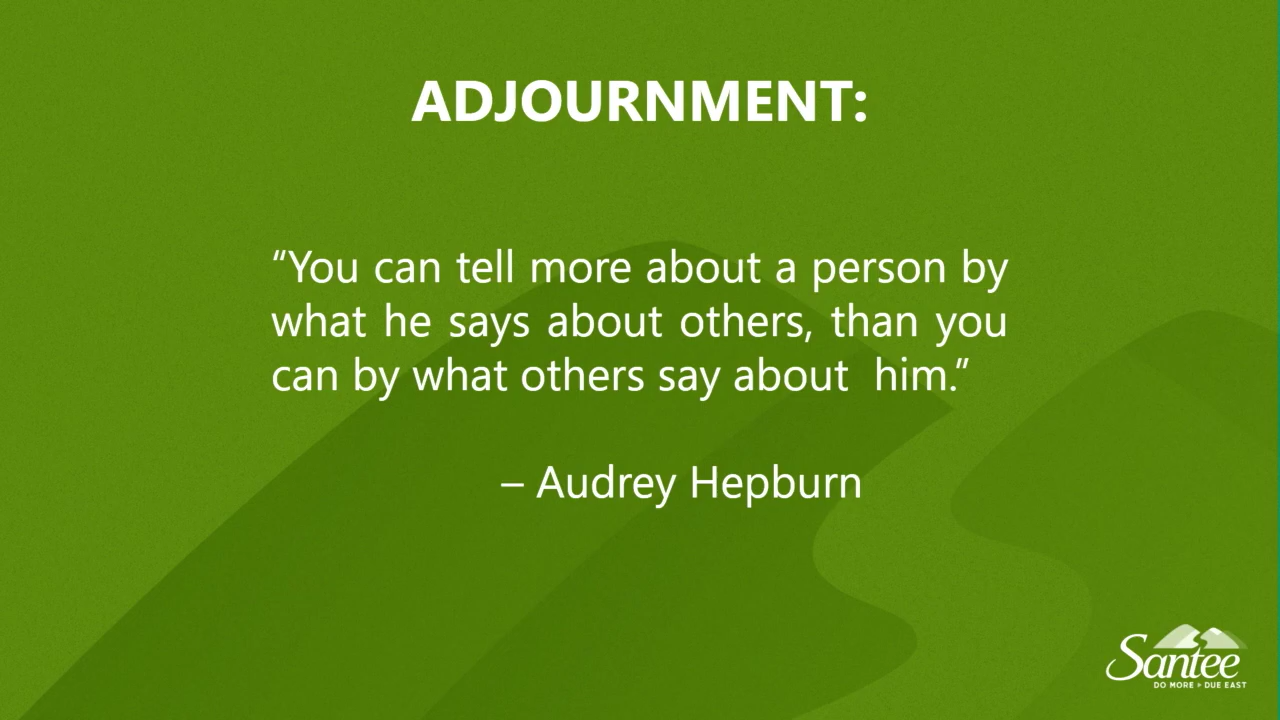 ADJOURNMENT:
“You can tell more about a person by
what he says about others, than you
can by what others say about  him.”
– Audrey Hepburn
Santee
DO MORE ▸ DUE EAST